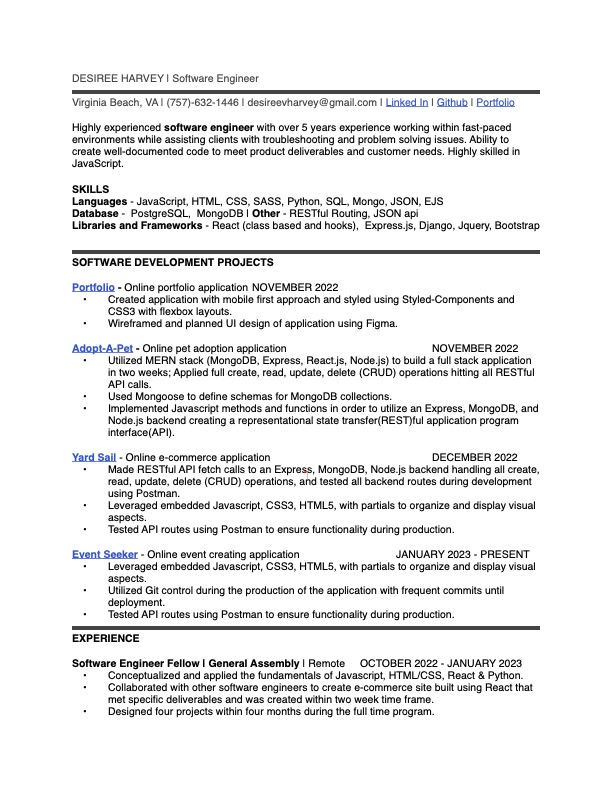 DESIREE HARVEY | Software Engineer
Virginia Beach, VA | (757)-632-1446 | desireevharvey@gmail.com | Linked In | Github | Portfolio
Highly experienced software engineer with over 5 years experience working within fast-paced
environments while assisting clients with troubleshooting and problem solving issues. Ability to
create well-documented code to meet product deliverables and customer needs. Highly skilled in
JavaScript.
SKILLS
Languages - JavaScript, HTML, CSS, SASS, Python, SQL, Mongo, JSON, EJS
Database - PostgreSQL, MongoDB | Other - RESTful Routing, JSON api
Libraries and Frameworks - React (class based and hooks), Express.js, Django, Jquery, Bootstrap
SOFTWARE DEVELOPMENT PROJECTS
Portfolio - Online portfolio application NOVEMBER 2022
• Created application with mobile first approach and styled using Styled-Components and
CSS3 with flexbox layouts.
• Wireframed and planned UI design of application using Figma.
Adopt-A-Pet - Online pet adoption application NOVEMBER 2022
• Utilized MERN stack (MongoDB, Express, React.js, Node.js) to build a full stack application
in two weeks; Applied full create, read, update, delete (CRUD) operations hitting all RESTful
API calls.
• Used Mongoose to define schemas for MongoDB collections.
• Implemented Javascript methods and functions in order to utilize an Express, MongoDB, and
Node.js backend creating a representational state transfer(REST)ful application program
interface(API).
Yard Sail - Online e-commerce application DECEMBER 2022
• Made RESTful API fetch calls to an Express, MongoDB, Node.js backend handling all create,
read, update, delete (CRUD) operations, and tested all backend routes during development
using Postman.
• Leveraged embedded Javascript, CSS3, HTML5, with partials to organize and display visual
aspects.
• Tested API routes using Postman to ensure functionality during production.
Event Seeker - Online event creating application JANUARY 2023 - PRESENT
• Leveraged embedded Javascript, CSS3, HTML5, with partials to organize and display visual
aspects.
• Utilized Git control during the production of the application with frequent commits until
deployment.
• Tested API routes using Postman to ensure functionality during production.
EXPERIENCE
Software Engineer Fellow | General Assembly | Remote OCTOBER 2022 - JANUARY 2023
• Conceptualized and applied the fundamentals of Javascript, HTML/CSS, React & Python.
• Collaborated with other software engineers to create e-commerce site built using React that
met specific deliverables and was created within two week time frame.
• Designed four projects within four months during the full time program.